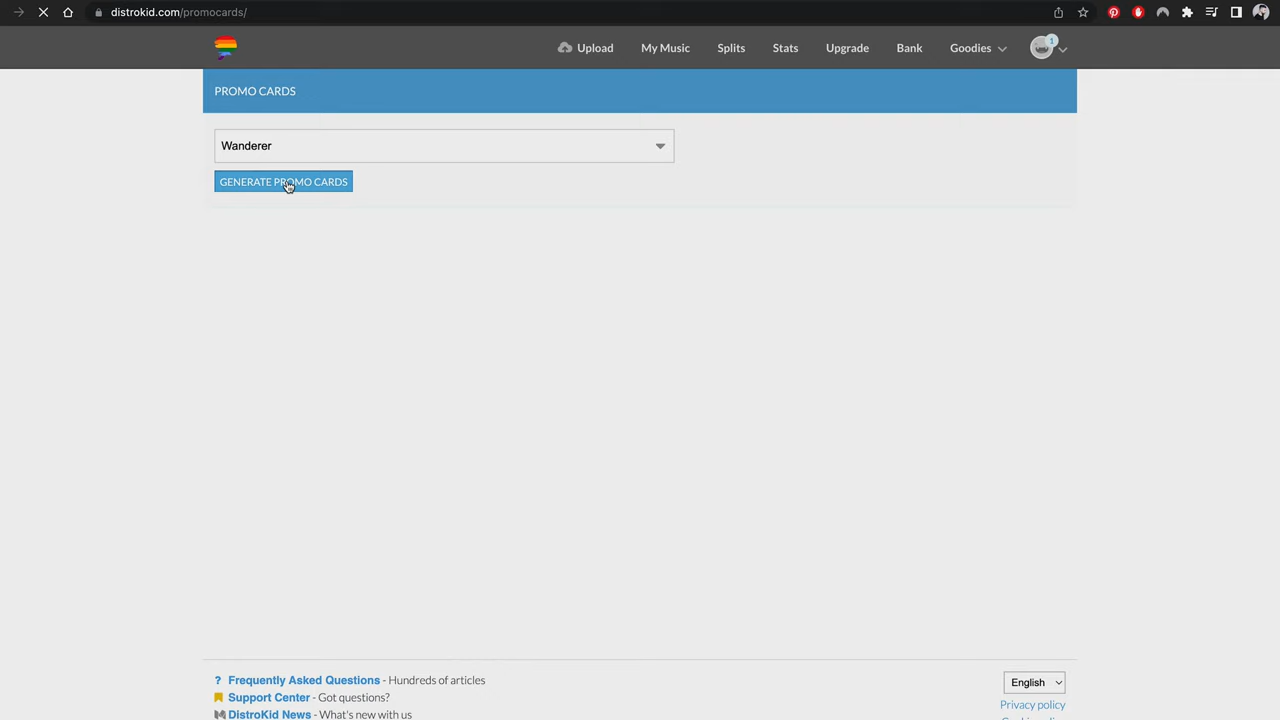 distrokid.com/promocards/
Upload
My Music
Splits
Stats
Upgrade
Bank
Goodies
1
PROMO CARDS
Wanderer
GENERATE PROMO CARDS
? Frequently Asked Questions - Hundreds of articles
Support Center - Got questions?
DistroKid News - What's new with us
English
Privacy policy